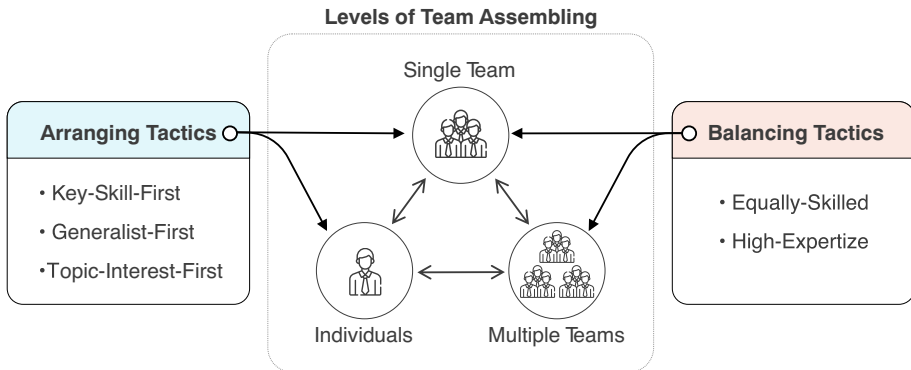 Levels of Team Assembling
Single Team
Arranging Tactics
• Key-Skill-First
• Generalist-First
•Topic-Interest-First
Balancing Tactics
• Equally-Skilled
• High-Expertize
Individuals
Multiple Teams